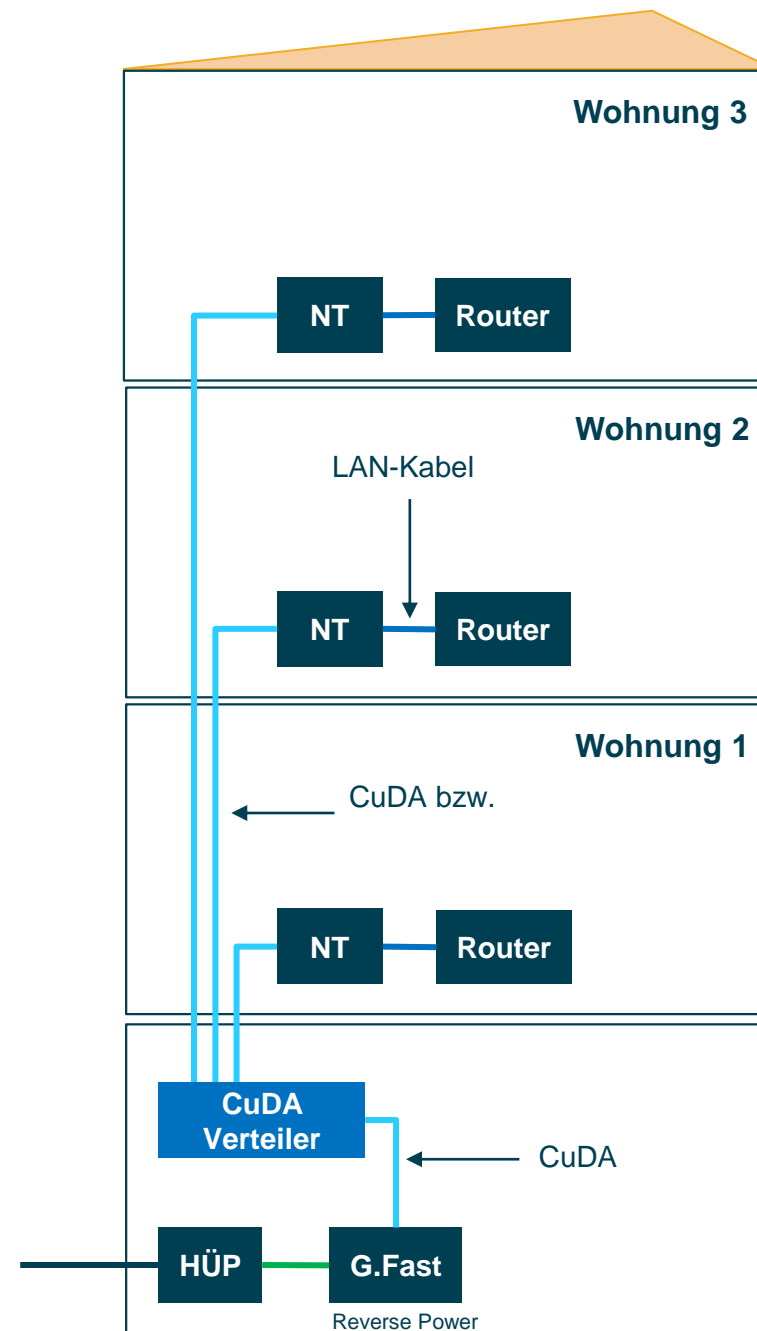 Wohnung 3
NT
Router
Wohnung 2
LAN-Kabel
NT
Router
Wohnung 1
CuDA bzw.
NT
Router
CuDA
Verteiler
CuDA
HÜP
G.Fast
Reverse Power